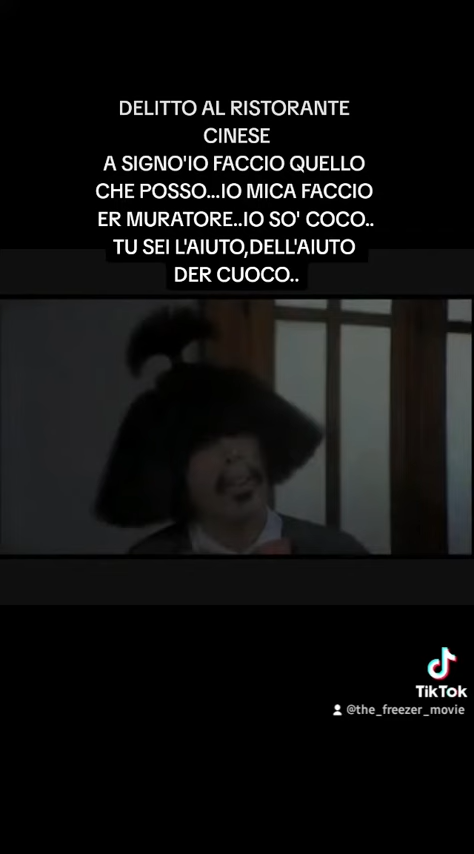 DELITTO AL RISTORANTE
CINESE
A SIGNO'IO FACCIO QUELLO
CHE POSSO...IO MICA FACCIO
ER MURATORE..IO SO' COCO..
TU SEI L'AIUTO,DELL'AIUTO
DER CUOCO..
TikTok
@the_freezer_movie